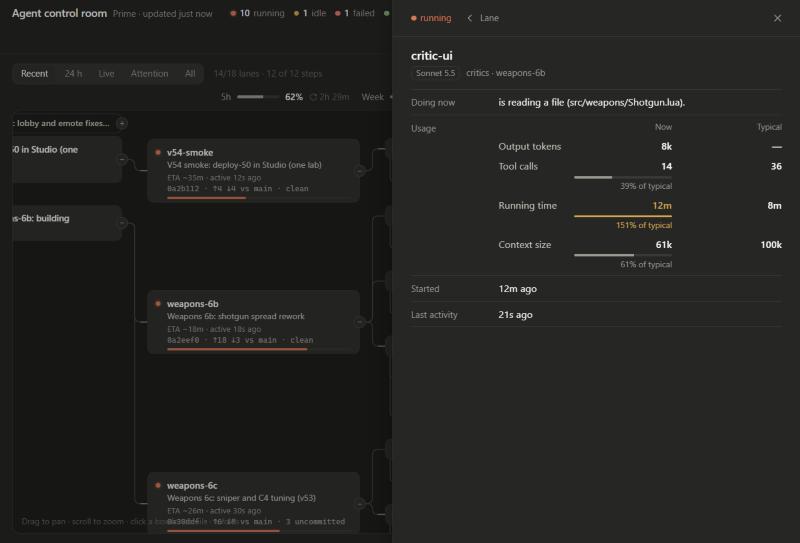 Agent control room Prime · updated just now 10 running 1 idle 1 failed
Recent 24 h Live Attention All 14/18 lanes · 12 of 12 steps
5h 62% 2h 29m Week
: lobby and emote fixes...
50 in Studio (one
v54-smoke
V54 smoke: deploy-50 in Studio (one lab)
ETA ~35m · active 12s ago
0a2b112 · ↑4 ↓4 vs main · clean
ns-6b: building
weapons-6b
Weapons 6b: shotgun spread rework
ETA ~18m · active 18s ago
0a2eef0 · ↑18 ↓3 vs main · clean
weapons-6c
Weapons 6c: sniper and C4 tuning (v53)
ETA ~26m · active 30s ago
vs main · 3 uncommitted
Drag to pan · scroll to zoom · click a
running Lane
critic-ui
Sonnet 5.5 critics · weapons-6b
Doing now is reading a file (src/weapons/Shotgun.lua).
Usage Now Typical
Output tokens 8k —
Tool calls 14 36
39% of typical
Running time 12m 8m
151% of typical
Context size 61k 100k
61% of typical
Started 12m ago
Last activity 21s ago